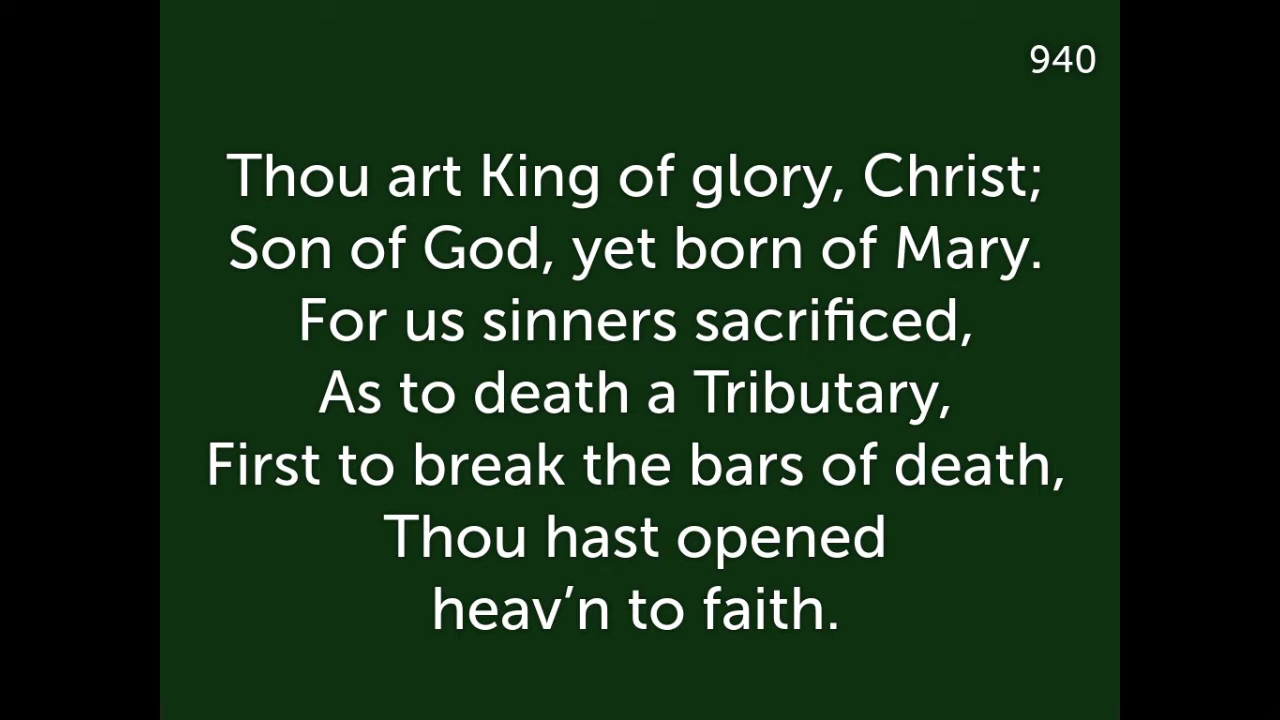 940
Thou art King of glory, Christ;
Son of God, yet born of Mary.
For us sinners sacrificed,
As to death a Tributary,
First to break the bars of death,
Thou hast opened
heav’n to faith.